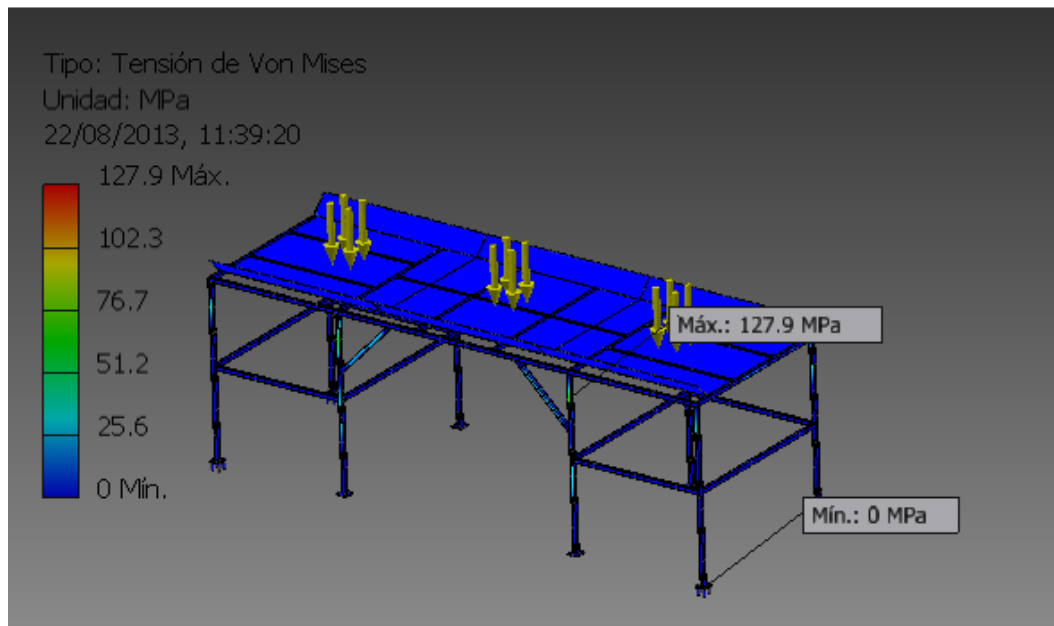 Tipo: Tensión de Von Mises
Unidad: MPa
22/08/2013, 11:39:20
127.9 Máx.
102.3
76.7
51.2
25.6
0 Mín.
Máx.: 127.9 MPa
Mín.: 0 MPa